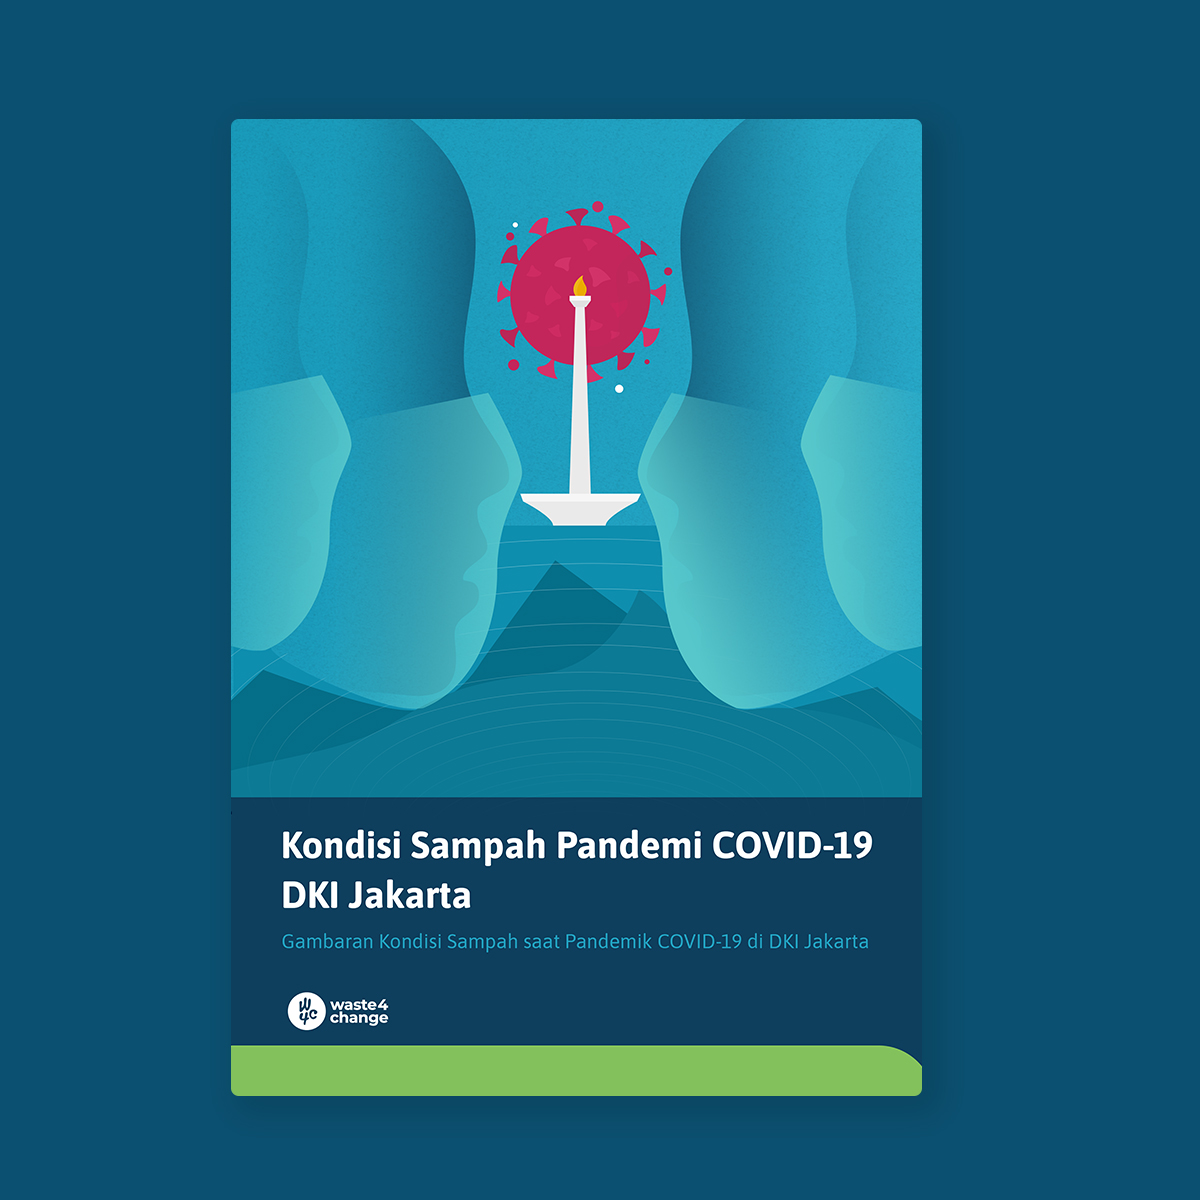 Kondisi Sampah Pandemi COVID-19
DKI Jakarta
Gambaran Kondisi Sampah saat Pandemik COVID-19 di DKI Jakarta
W4C
waste4
change